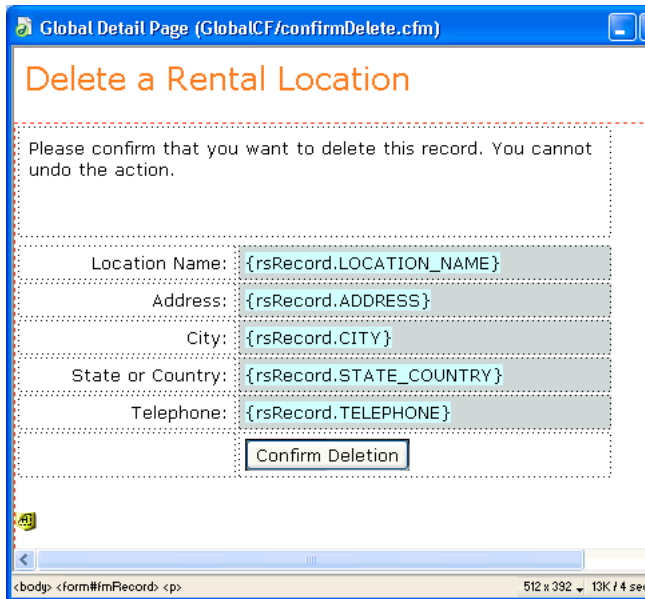 Global Detail Page (GlobalCF/confirmDelete.cfm)
Delete a Rental Location
Please confirm that you want to delete this record. You cannot
undo the action.
Location Name: {rsRecord.LOCATION_NAME}
Address: {rsRecord.ADDRESS}
City: {rsRecord.CITY}
State or Country: {rsRecord.STATE_COUNTRY}
Telephone: {rsRecord.TELEPHONE}
Confirm Deletion
<body> <form#fmRecord> <p> 512 x 392 13K / 4 sec